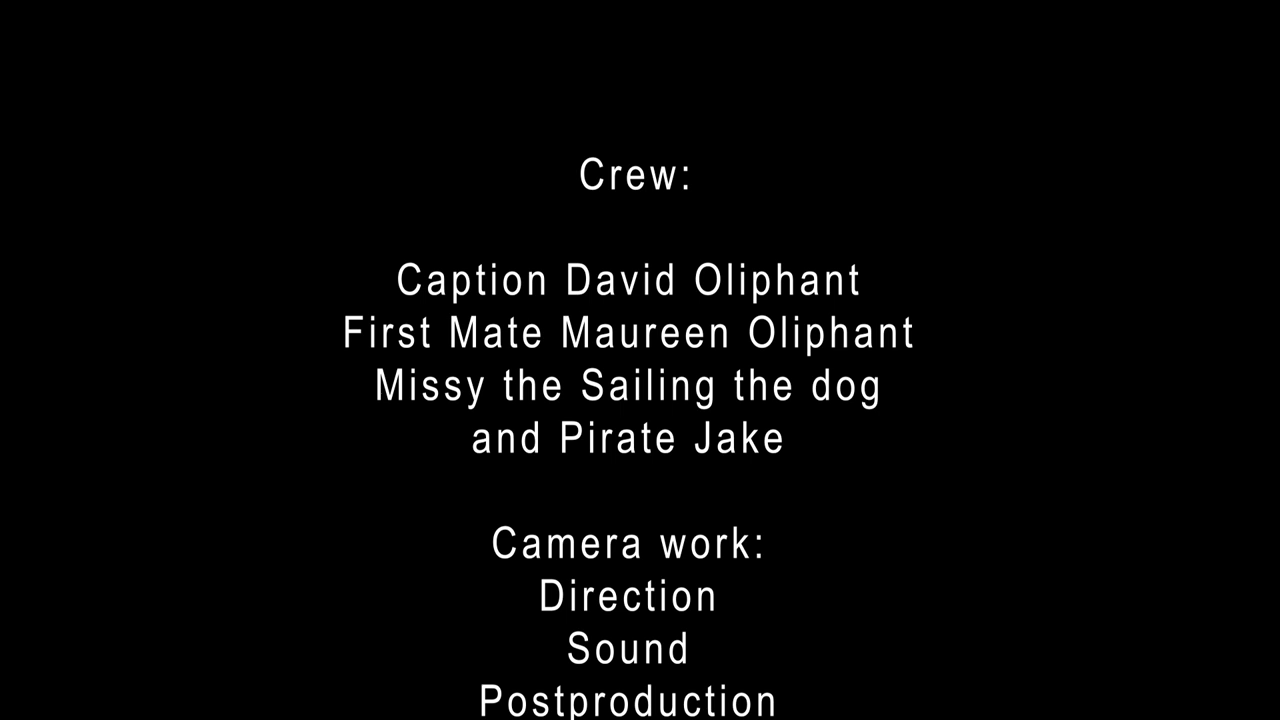 Crew:
Caption David Oliphant
First Mate Maureen Oliphant
Missy the Sailing the dog
and Pirate Jake
Camera work:
Direction
Sound
Postproduction